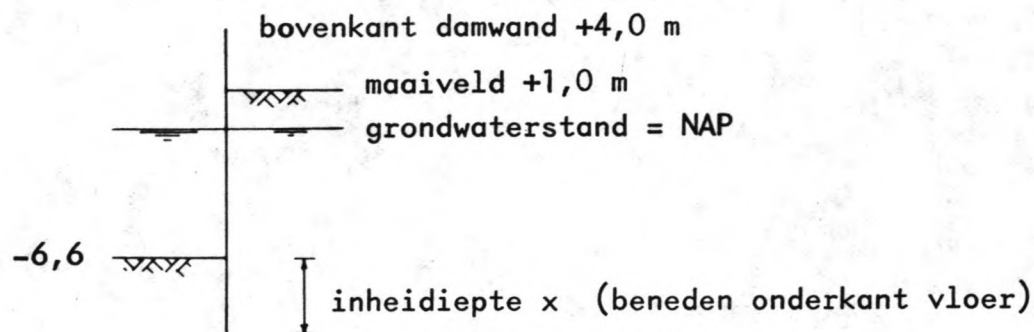 bovenkant damwand +4,0 m
maaiveld +1,0 m
grondwaterstand = NAP
-6,6
inheidiepte x (beneden onderkant vloer)